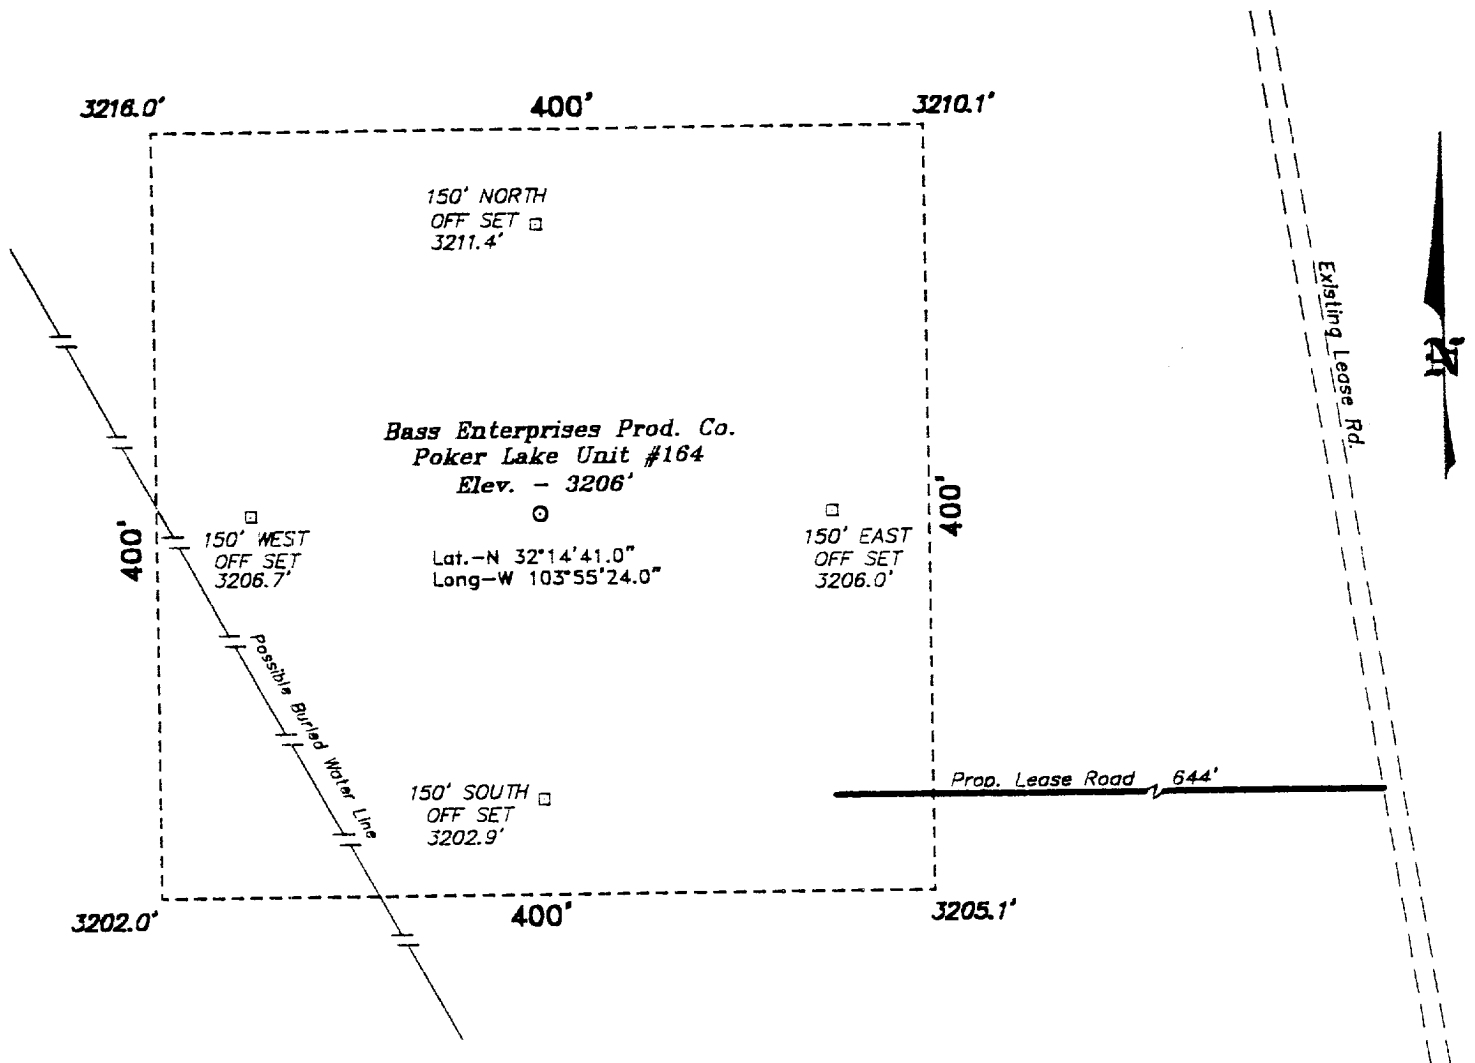 3216.0'
400'
3210.1'
150' NORTH
OFF SET
3211.4'
Existing Lease Rd.
N
Bass Enterprises Prod. Co.
Poker Lake Unit #164
Elev. - 3206'
400'
150' WEST
OFF SET
3206.7'
Lat.-N 32°14'41.0"
Long-W 103°55'24.0"
150' EAST
OFF SET
3206.0'
400'
Possible Buried Water Line
150' SOUTH
OFF SET
3202.9'
Prop. Lease Road 644'
3202.0'
400'
3205.1'